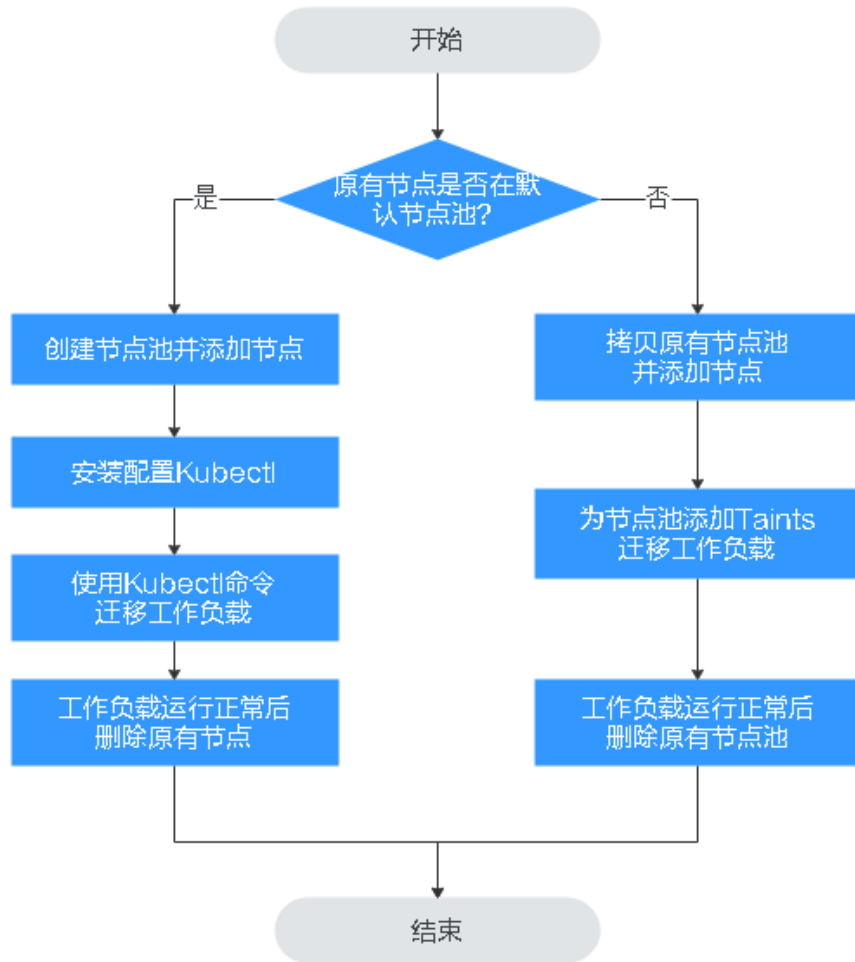 开始
原有节点是否在默
认节点池?
是
否
创建节点池并添加节点
安装配置Kubectl
使用Kubectl命令
迁移工作负载
工作负载运行正常后
删除原有节点
拷贝原有节点池
并添加节点
为节点池添加Taints
迁移工作负载
工作负载运行正常后
删除原有节点池
结束